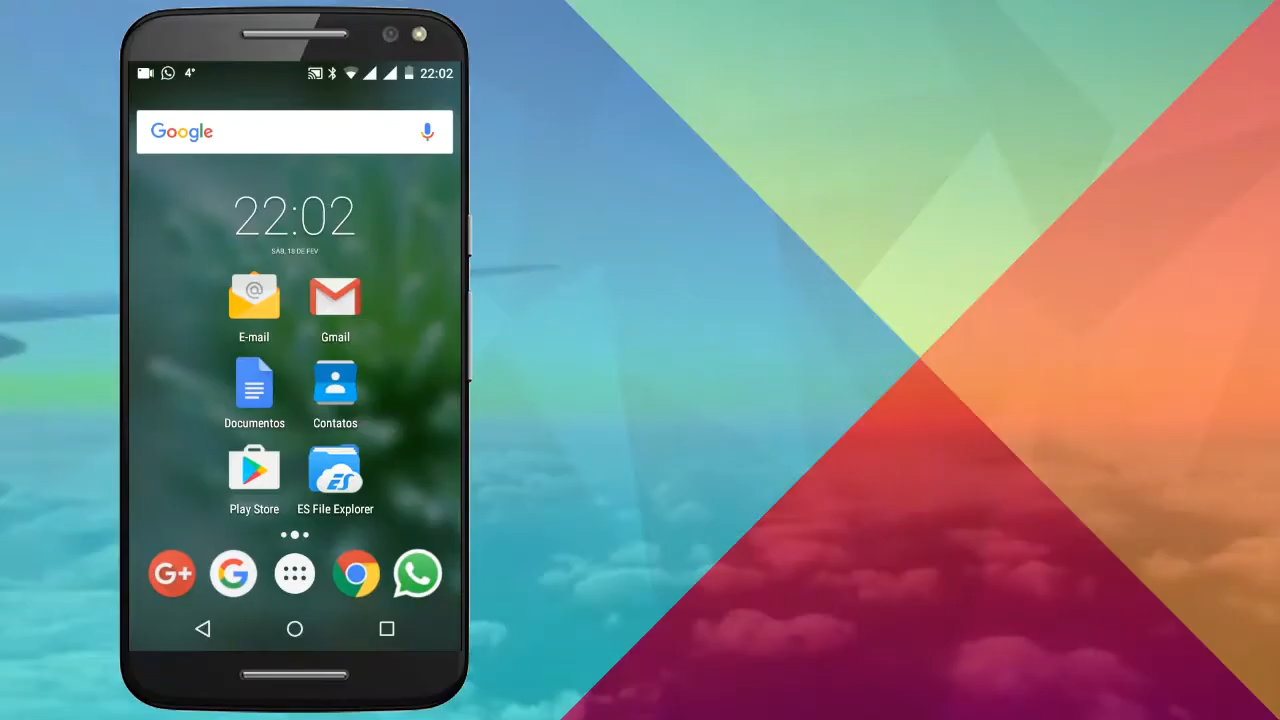 4°
22:02
Google
22:02
SÁB, 18 DE FEV
E-mail
Gmail
Documentos
Contatos
Play Store
ES File Explorer